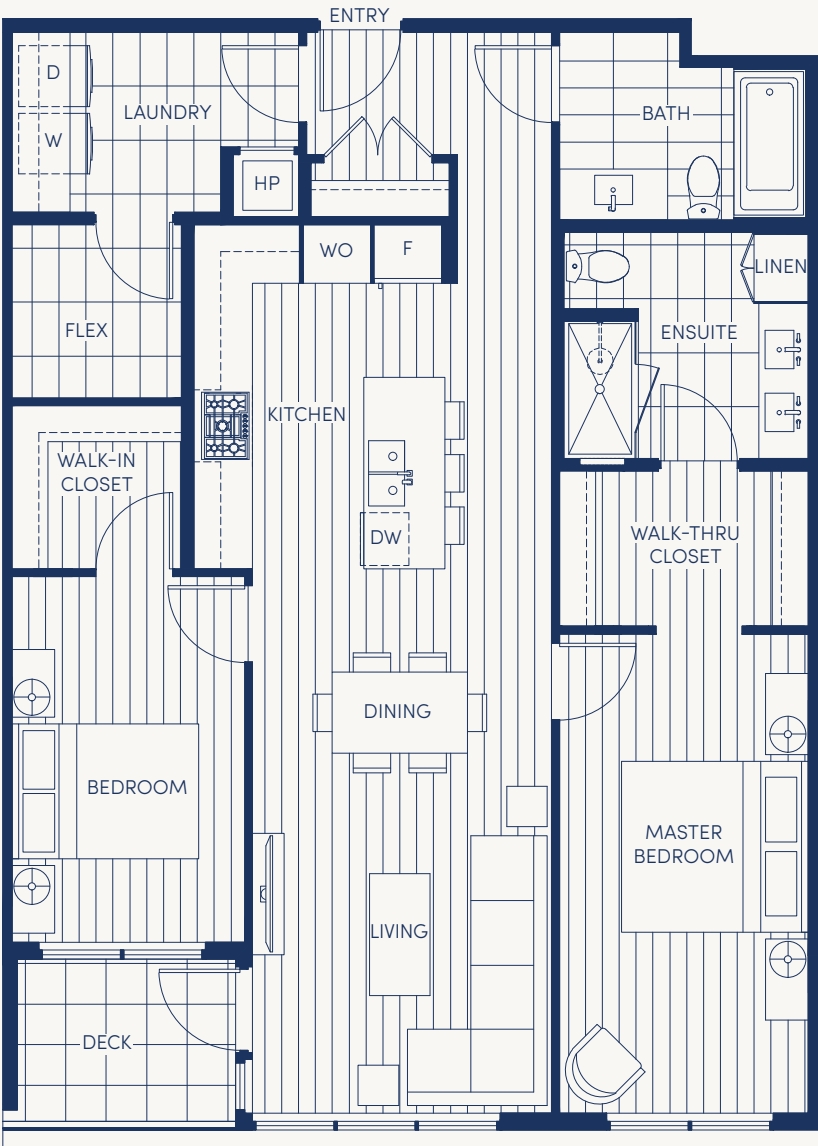 ENTRY
D
LAUNDRY
BATH
W
HP
WO
F
LINEN
FLEX
ENSUITE
KITCHEN
WALK-IN
CLOSET
DW
WALK-THRU
CLOSET
DINING
BEDROOM
MASTER
BEDROOM
LIVING
DECK